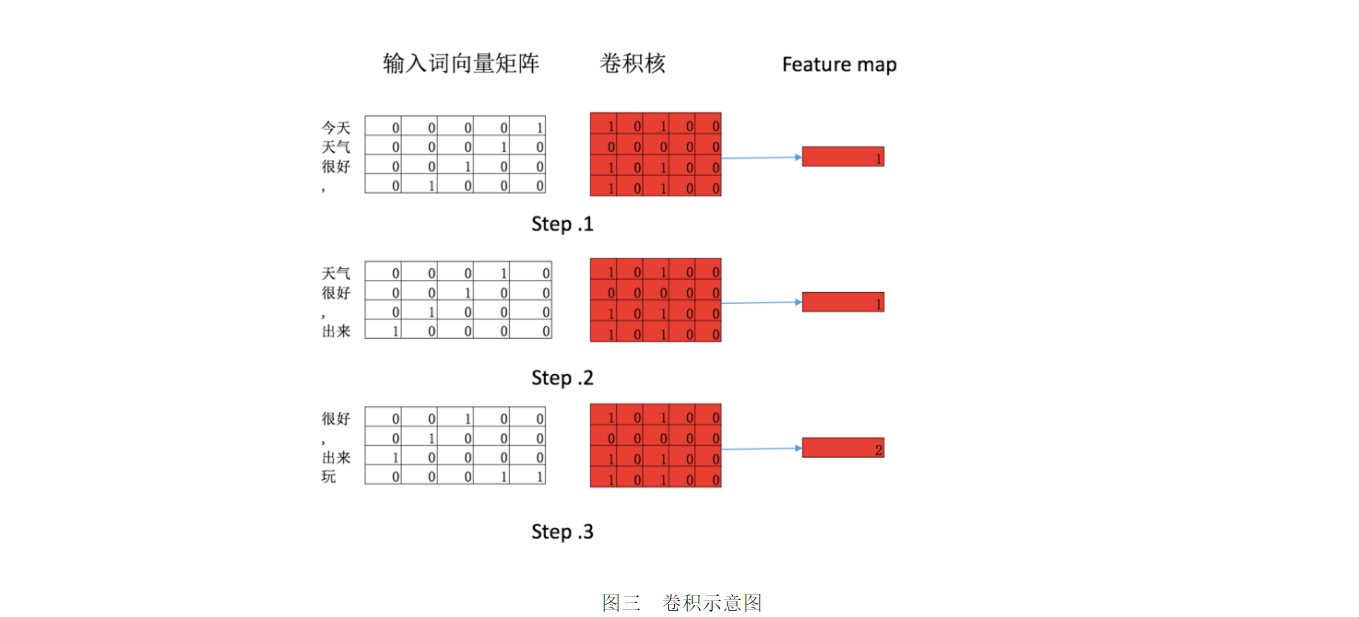 输入词向量矩阵 卷积核 Feature map
今天 0 0 0 0 1 1 0 1 0 0
天气 0 0 0 1 0 0 0 0 0 0 1
很好 0 0 1 0 0 1 0 1 0 0
, 0 1 0 0 0 1 0 1 0 0
Step .1
天气 0 0 0 1 0 1 0 1 0 0
很好 0 0 1 0 0 0 0 0 0 0 1
, 0 1 0 0 0 1 0 1 0 0
出来 1 0 0 0 0 1 0 1 0 0
Step .2
很好 0 0 1 0 0 1 0 1 0 0
, 0 1 0 0 0 0 0 0 0 0 2
出来 1 0 0 0 0 1 0 1 0 0
玩 0 0 0 1 1 1 0 1 0 0
Step .3
图三 卷积示意图